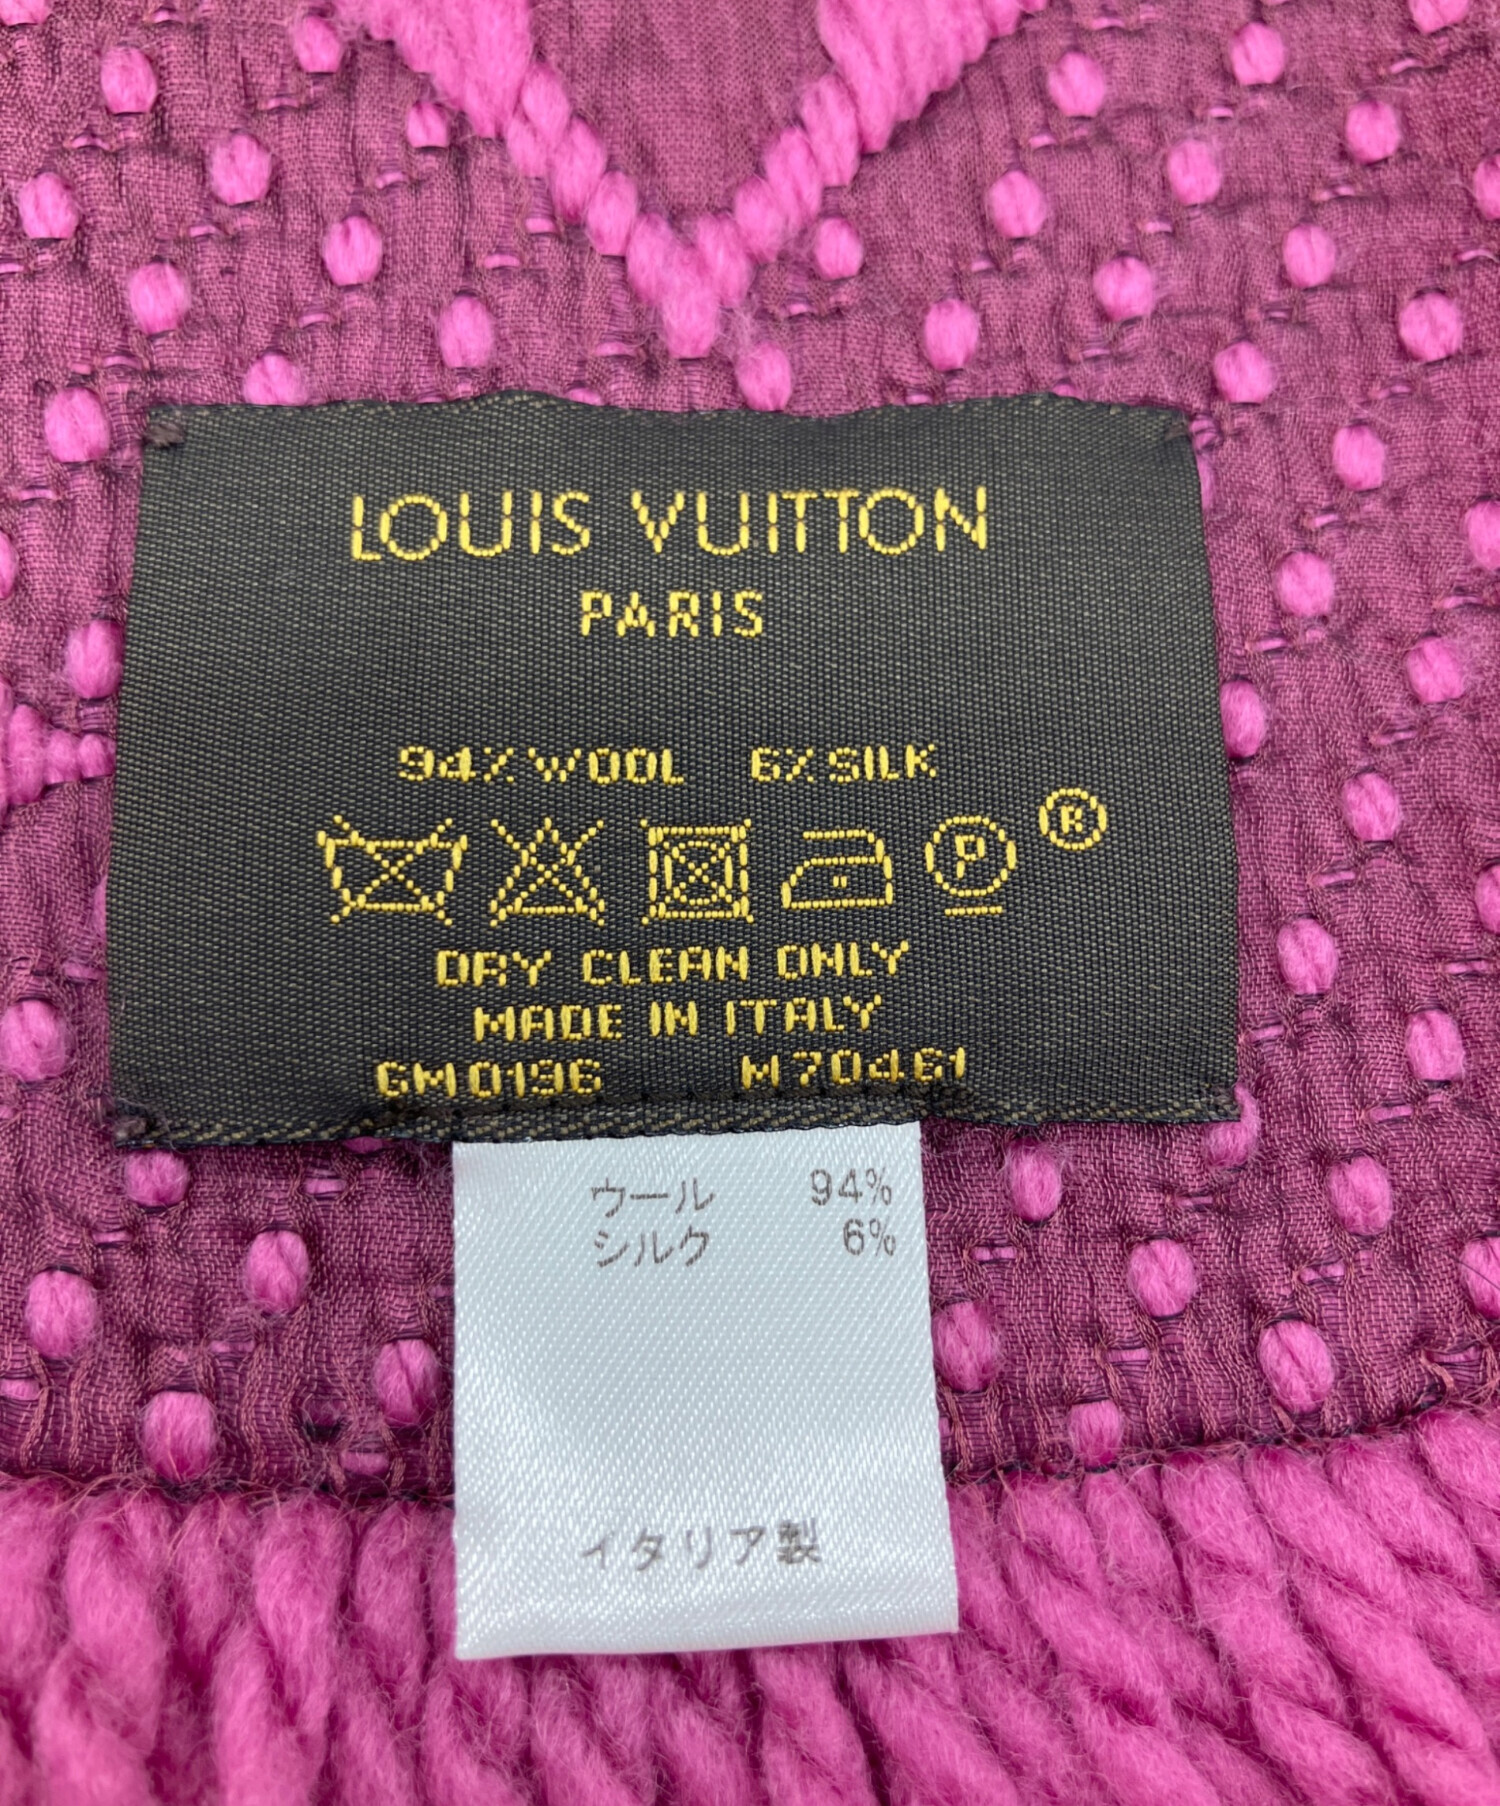 LOUIS VUITTON
PARIS
94% WOOL 6% SILK
P ®
DRY CLEAN ONLY
MADE IN ITALY
GM0196 M70461
ウール 94%
シルク 6%
イタリア製